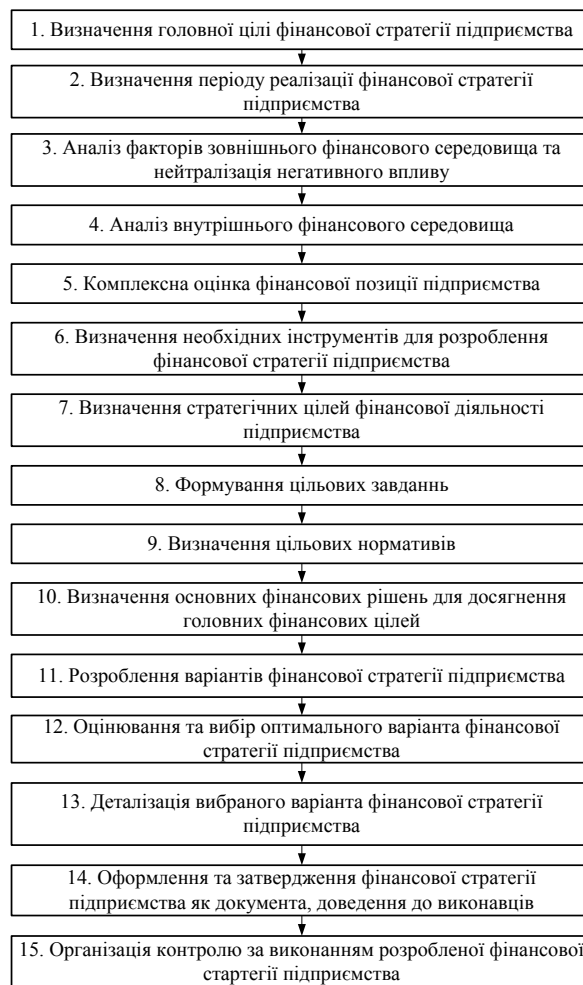 1. Визначення головної цілі фінансової стратегії підприємства
2. Визначення періоду реалізації фінансової стратегії
підприємства
3. Аналіз факторів зовнішнього фінансового середовища та
нейтралізація негативного впливу
4. Аналіз внутрішнього фінансового середовища
5. Комплексна оцінка фінансової позиції підприємства
6. Визначення необхідних інструментів для розроблення
фінансової стратегії підприємства
7. Визначення стратегічних цілей фінансової діяльності
підприємства
8. Формування цільових завданнь
9. Визначення цільових нормативів
10. Визначення основних фінансових рішень для досягнення
головних фінансових цілей
11. Розроблення варіантів фінансової стратегії підприємства
12. Оцінювання та вибір оптимального варіанта фінансової
стратегії підприємства
13. Деталізація вибраного варіанта фінансової стратегії
підприємства
14. Оформлення та затвердження фінансової стратегії
підприємства як документа, доведення до виконавців
15. Організація контролю за виконанням розробленої фінансової
стартегії підприємства